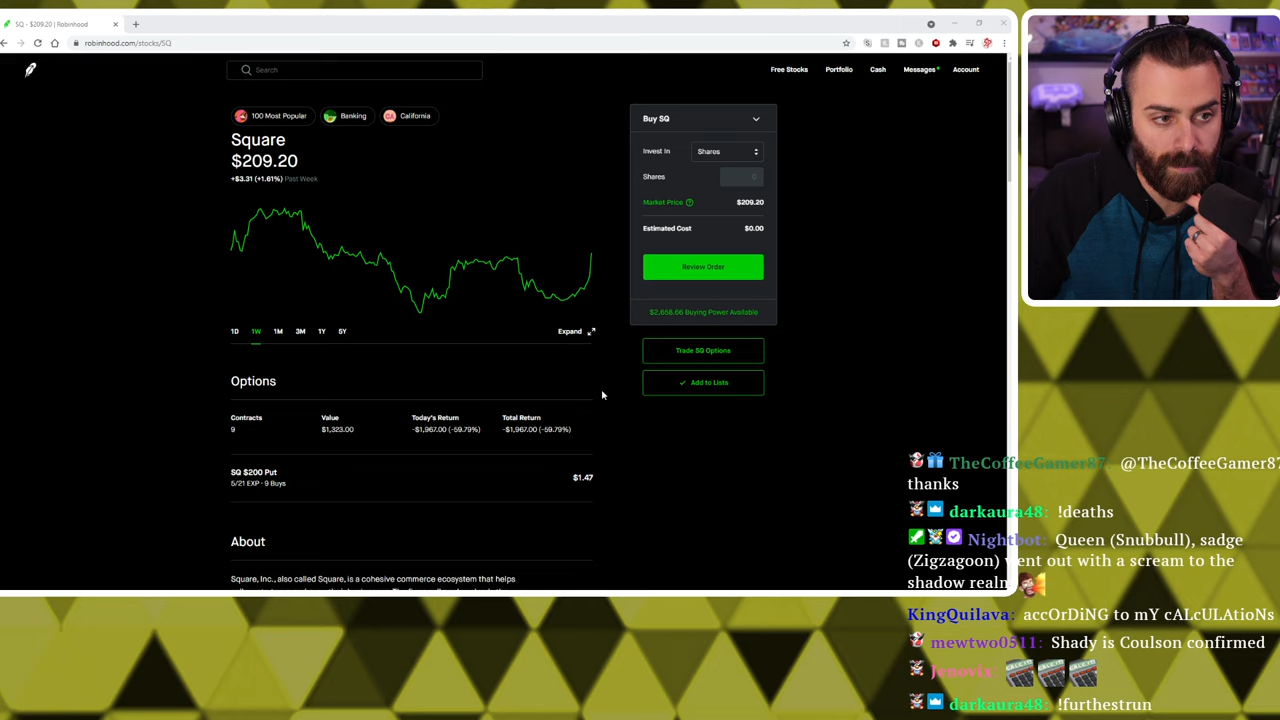 SQ - $209.20 | Robinhood
robinhood.com/stocks/SQ
Search
Free Stocks Portfolio Cash Messages Account
100 Most Popular Banking CA California
Square
$209.20
+$3.31 (+1.61%) Past Week
1D 1W 1M 3M 1Y 5Y Expand
Options
Contracts Value Today's Return Total Return
9 $1,323.00 -$1,967.00 (-59.79%) -$1,967.00 (-59.79%)
SQ $200 Put
5/21 EXP · 9 Buys
$1.47
About
Square, Inc., also called Square, is a cohesive commerce ecosystem that helps
Buy SQ
Invest In Shares
Shares 0
Market Price $209.20
Estimated Cost $0.00
Review Order
$2,658.66 Buying Power Available
Trade SQ Options
Add to Lists
TheCoffeeGamer87: @TheCoffeeGamer87
thanks
darkaura48: !deaths
Nightbot: Queen (Snubbull), sadge
(Zigzagoon) went out with a scream to the
shadow realm
KingQuilava: accOrDiNG to mY cALcULAtioNs
mewtwo0511: Shady is Coulson confirmed
Jenovix:
darkaura48: !furthestrun